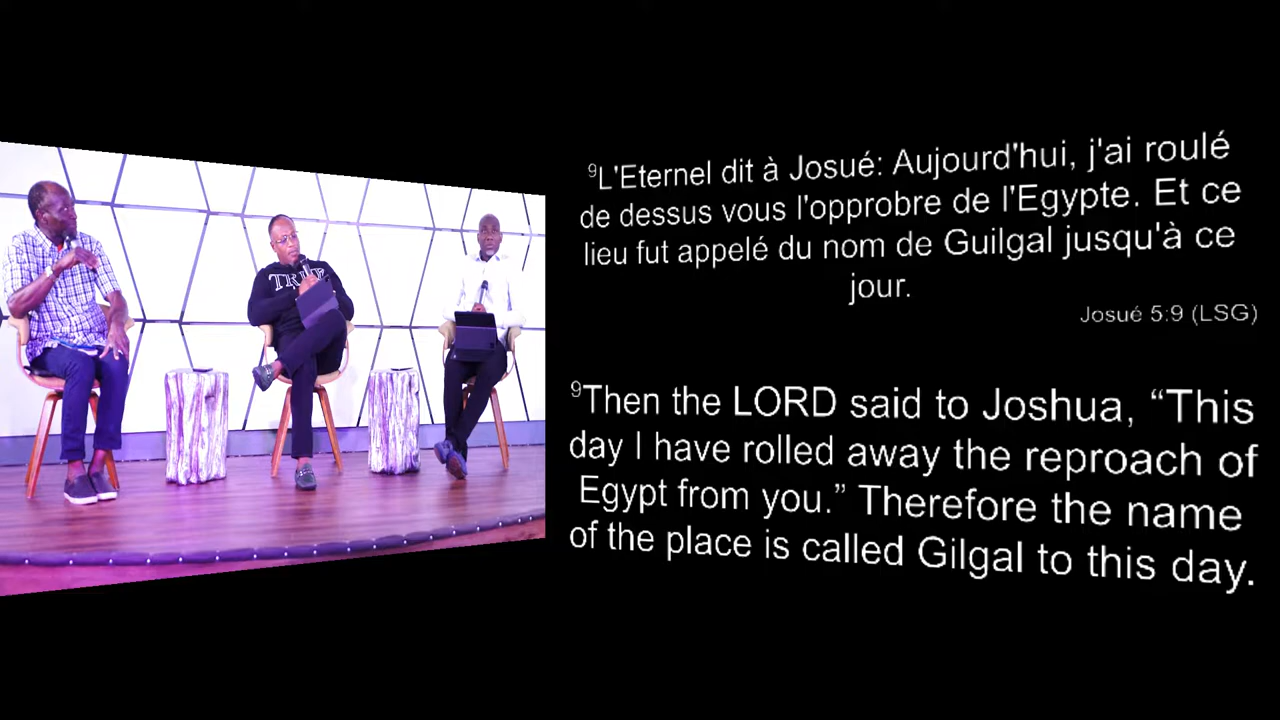 ⁹L'Eternel dit à Josué: Aujourd'hui, j'ai roulé
de dessus vous l'opprobre de l'Egypte. Et ce
lieu fut appelé du nom de Guilgal jusqu'à ce
jour.
Josué 5:9 (LSG)
⁹Then the LORD said to Joshua, “This
day I have rolled away the reproach of
Egypt from you.” Therefore the name
of the place is called Gilgal to this day.